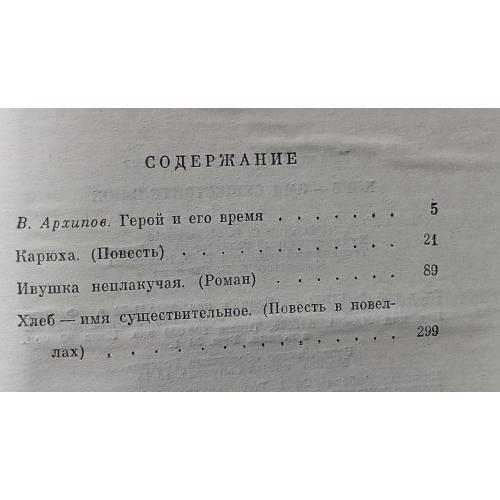 СОДЕРЖАНИЕ
В. Архипов. Герой и его время . . . . . . . 5
Карюха. (Повесть) . . . . . . . . . . . . 21
Ивушка неплакучая. (Роман) . . . . . . . 89
Хлеб — имя существительное. (Повесть в новел-
лах) . . . . . . . . . . . . . . . . 299